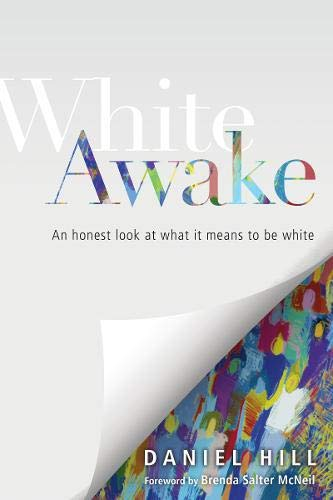 White
Awake
An honest look at what it means to be white
DANIEL HILL
Foreword by Brenda Salter McNeil